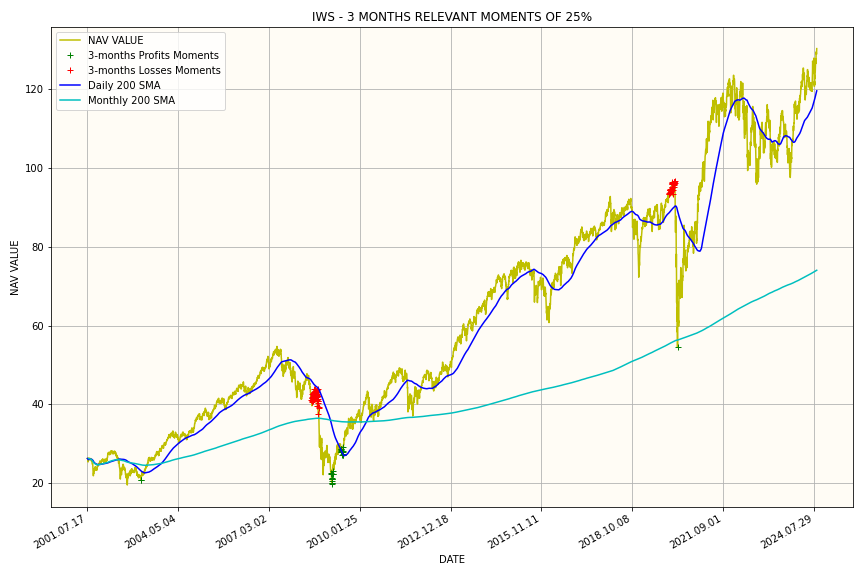 IWS - 3 MONTHS RELEVANT MOMENTS OF 25%
NAV VALUE
3-months Profits Moments
3-months Losses Moments
Daily 200 SMA
Monthly 200 SMA
NAV VALUE
120
100
80
60
40
20
2001.07.17
2004.05.04
2007.03.02
2010.01.25
2012.12.18
2015.11.11
2018.10.08
2021.09.01
2024.07.29
DATE